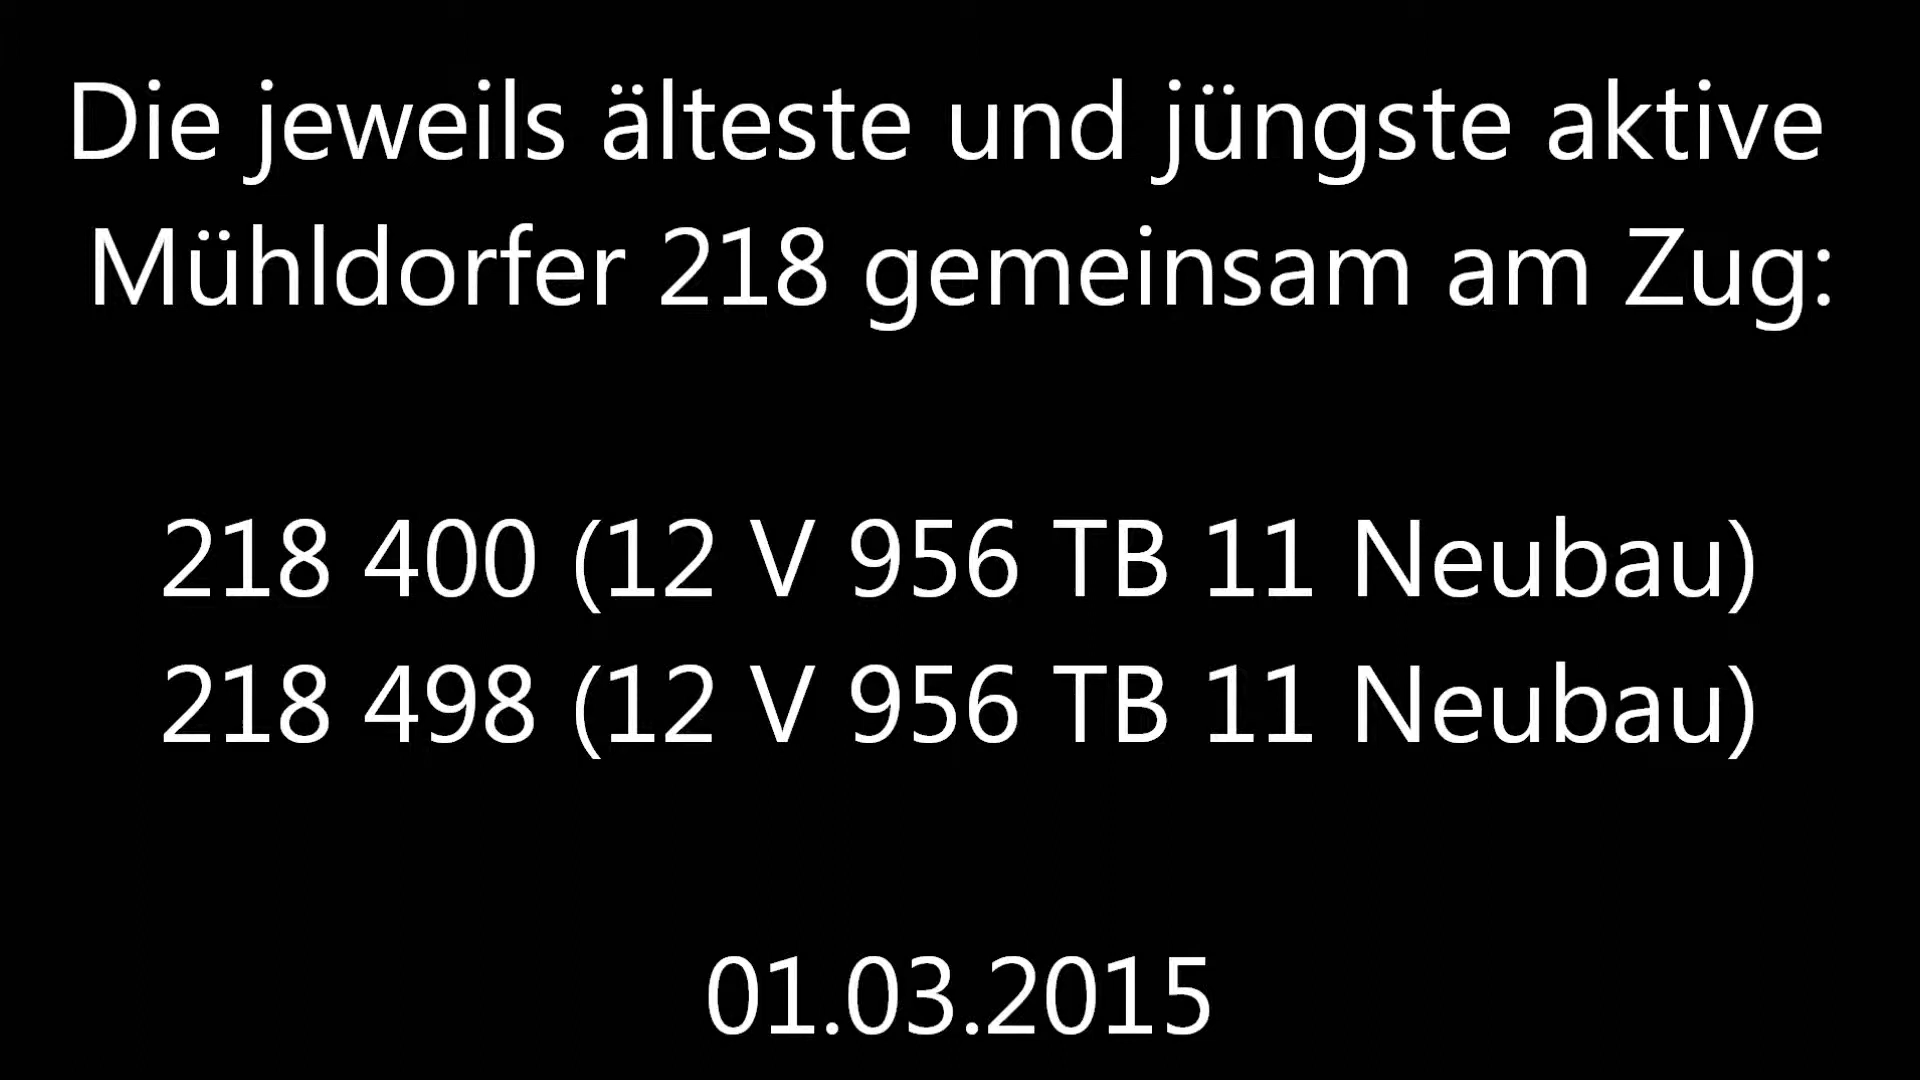 Die jeweils älteste und jüngste aktive
Mühldorfer 218 gemeinsam am Zug:
218 400 (12 V 956 TB 11 Neubau)
218 498 (12 V 956 TB 11 Neubau)
01.03.2015